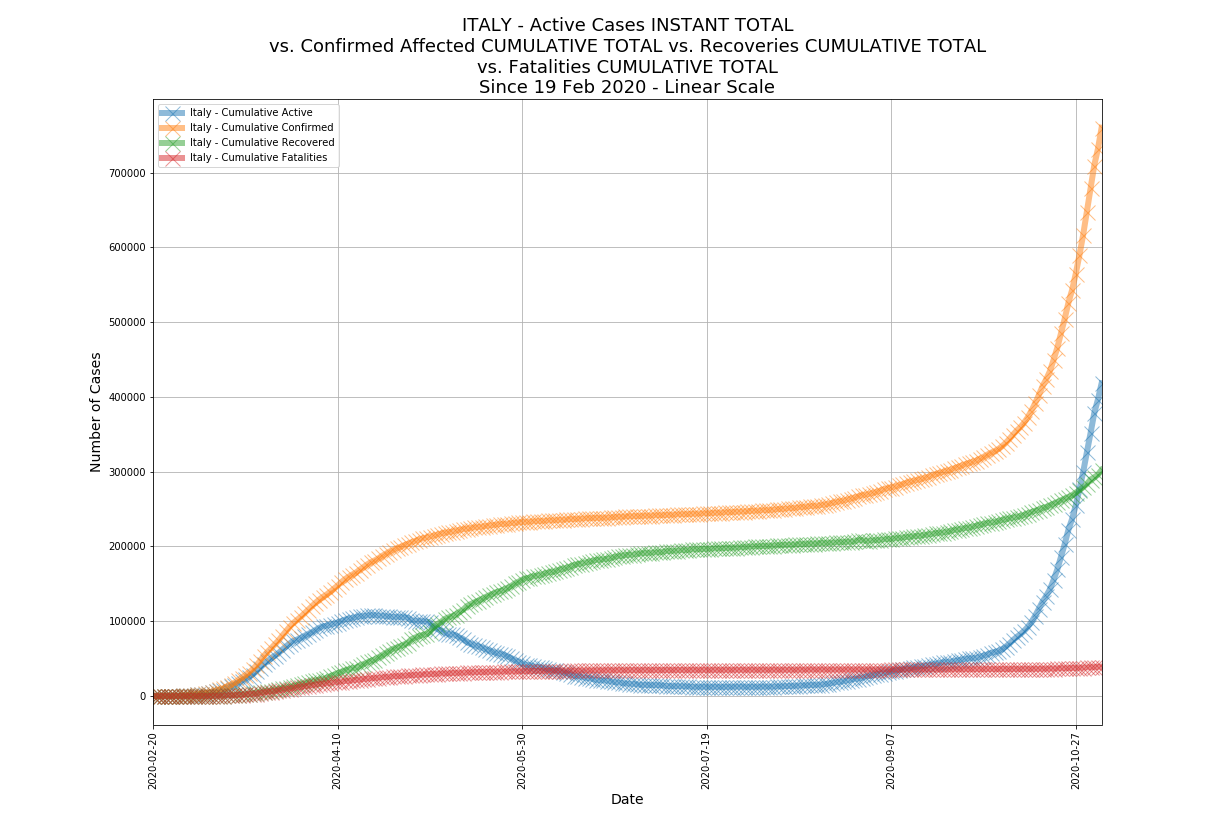 ITALY - Active Cases INSTANT TOTAL
vs. Confirmed Affected CUMULATIVE TOTAL vs. Recoveries CUMULATIVE TOTAL
vs. Fatalities CUMULATIVE TOTAL
Since 19 Feb 2020 - Linear Scale
Italy - Cumulative Active
Italy - Cumulative Confirmed
Italy - Cumulative Recovered
Italy - Cumulative Fatalities
700000
600000
500000
400000
300000
200000
100000
0
Number of Cases
2020-02-20
2020-04-10
2020-05-30
2020-07-19
2020-09-07
2020-10-27
Date